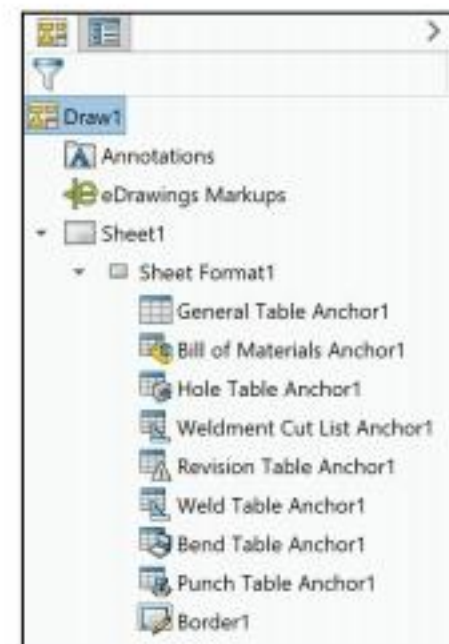 Draw1
Annotations
eDrawings Markups
Sheet1
Sheet Format1
General Table Anchor1
Bill of Materials Anchor1
Hole Table Anchor1
Weldment Cut List Anchor1
Revision Table Anchor1
Weld Table Anchor1
Bend Table Anchor1
Punch Table Anchor1
Border1